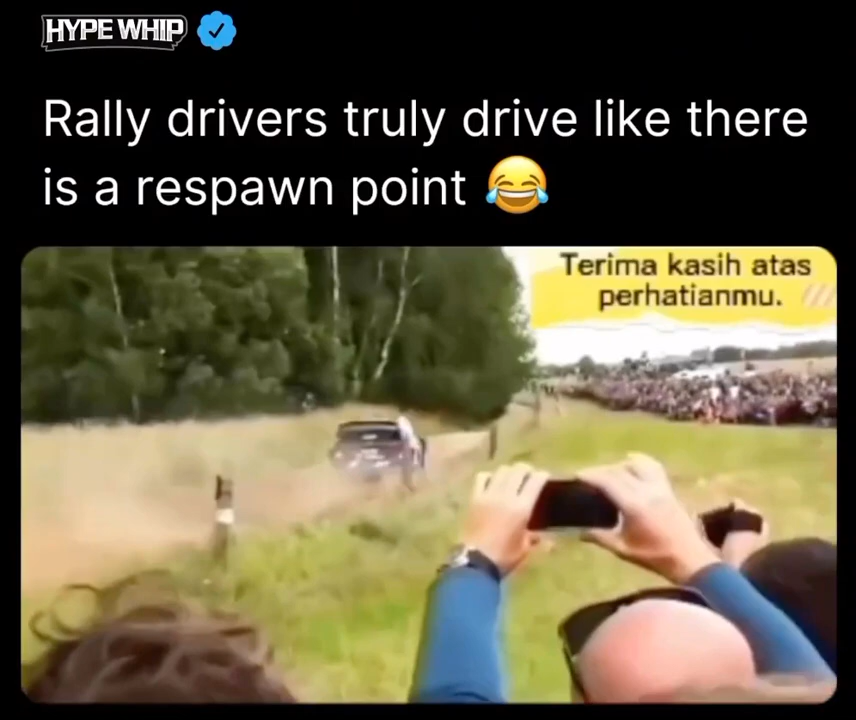 HYPE WHIP
Rally drivers truly drive like there
is a respawn point 😂
Terima kasih atas
perhatianmu.